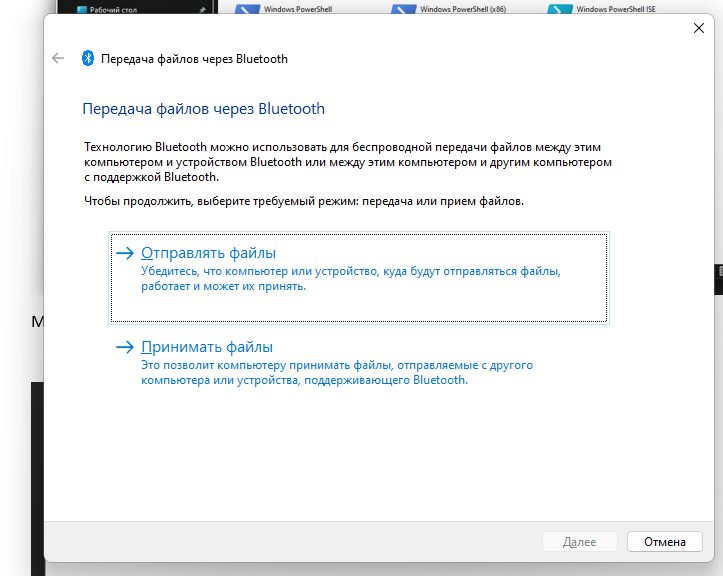 Рабочий стол
Windows PowerShell
Windows PowerShell (x86)
Windows PowerShell ISE
Передача файлов через Bluetooth
Передача файлов через Bluetooth
Технологию Bluetooth можно использовать для беспроводной передачи файлов между этим
компьютером и устройством Bluetooth или между этим компьютером и другим компьютером
с поддержкой Bluetooth.
Чтобы продолжить, выберите требуемый режим: передача или прием файлов.
Отправлять файлы
Убедитесь, что компьютер или устройство, куда будут отправляться файлы,
работает и может их принять.
М
Принимать файлы
Это позволит компьютеру принимать файлы, отправляемые с другого
компьютера или устройства, поддерживающего Bluetooth.
Далее
Отмена